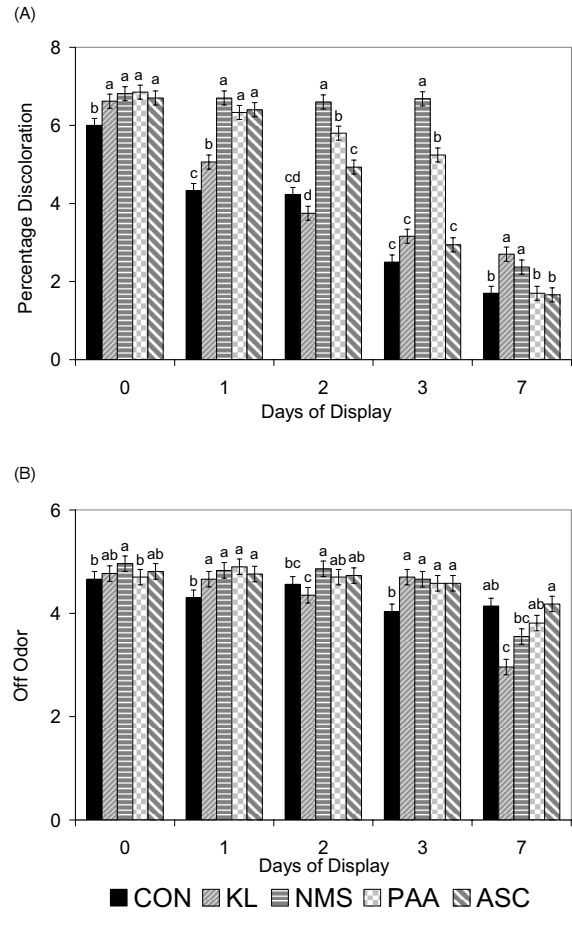 (A)
8
6
4
2
0
Percentage Discoloration
b a a a a
c b a a a
cd d a b c
c c a b c
b a a b b
0 1 2 3 7
Days of Display
(B)
6
4
2
0
Off Odor
b ab a b ab
b a a a a
bc c a ab ab
b a a a a
ab c bc ab a
0 1 2 3 7
Days of Display
CON KL NMS PAA ASC